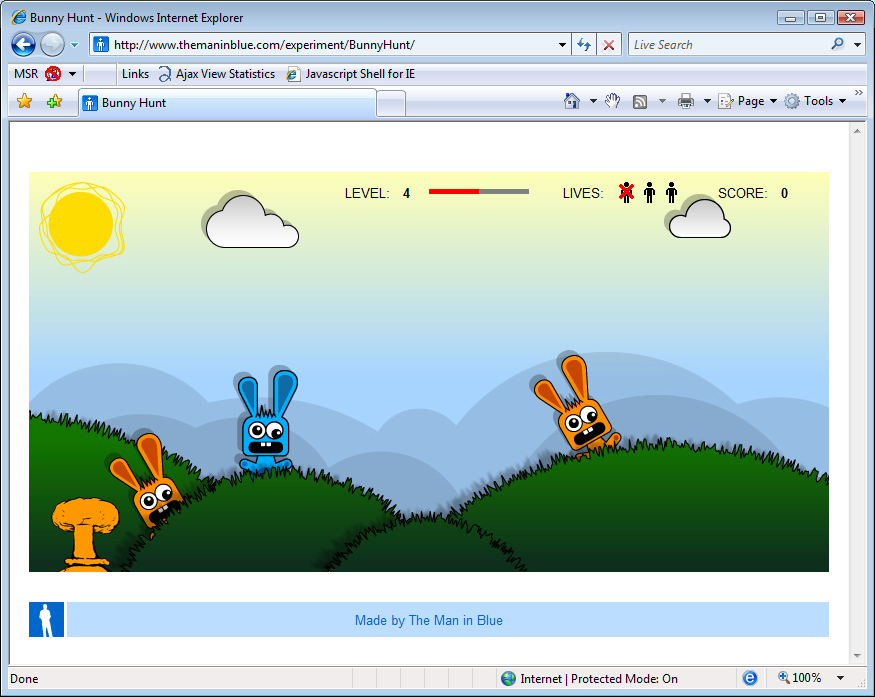 Bunny Hunt - Windows Internet Explorer
http://www.themaninblue.com/experiment/BunnyHunt/
Live Search
MSR
Links Ajax View Statistics Javascript Shell for IE
Bunny Hunt
Page Tools
LEVEL: 4 LIVES: SCORE: 0
Made by The Man in Blue
Done
Internet | Protected Mode: On
100%